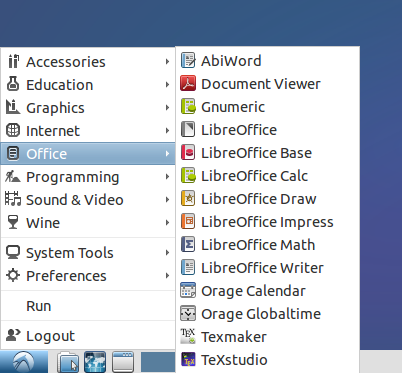 Accessories
Education
Graphics
Internet
Office
Programming
Sound & Video
Wine
System Tools
Preferences
Run
Logout
AbiWord
Document Viewer
Gnumeric
LibreOffice
LibreOffice Base
LibreOffice Calc
LibreOffice Draw
LibreOffice Impress
LibreOffice Math
LibreOffice Writer
Orage Calendar
Orage Globaltime
Texmaker
TeXstudio